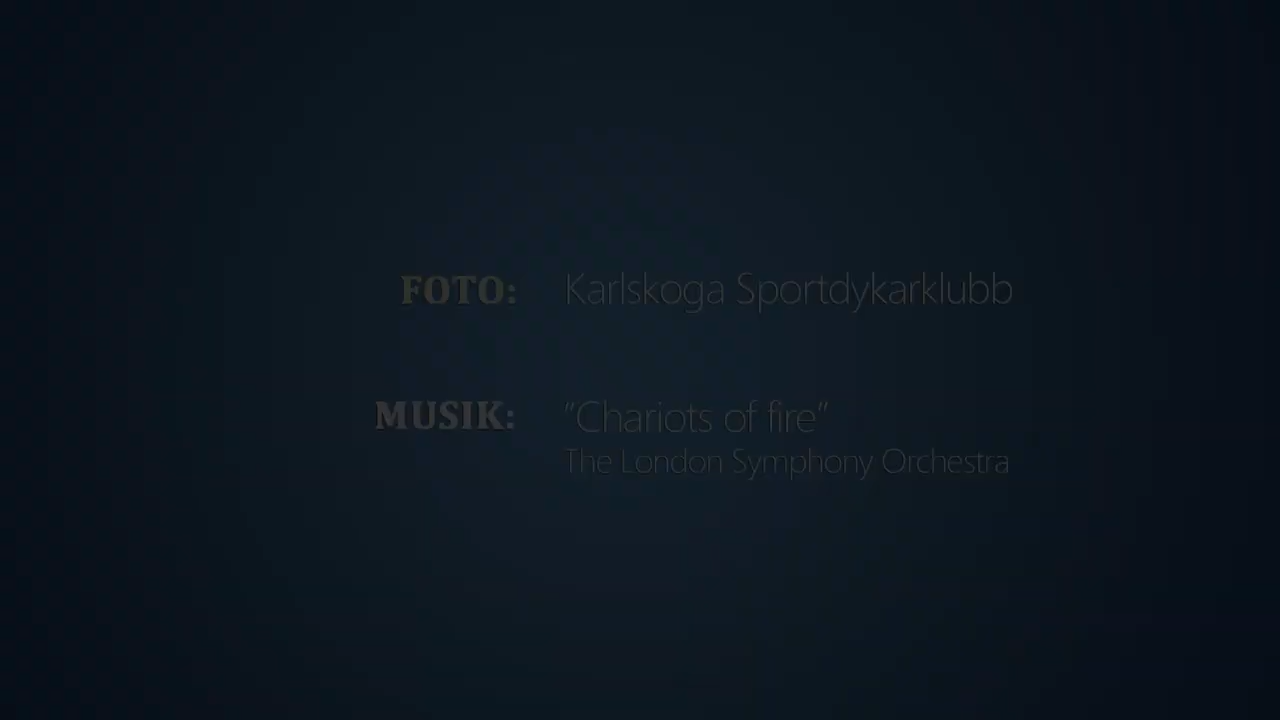 FOTO: Karlskoga Sportdykarklubb
MUSIK: "Chariots of fire"
The London Symphony Orchestra